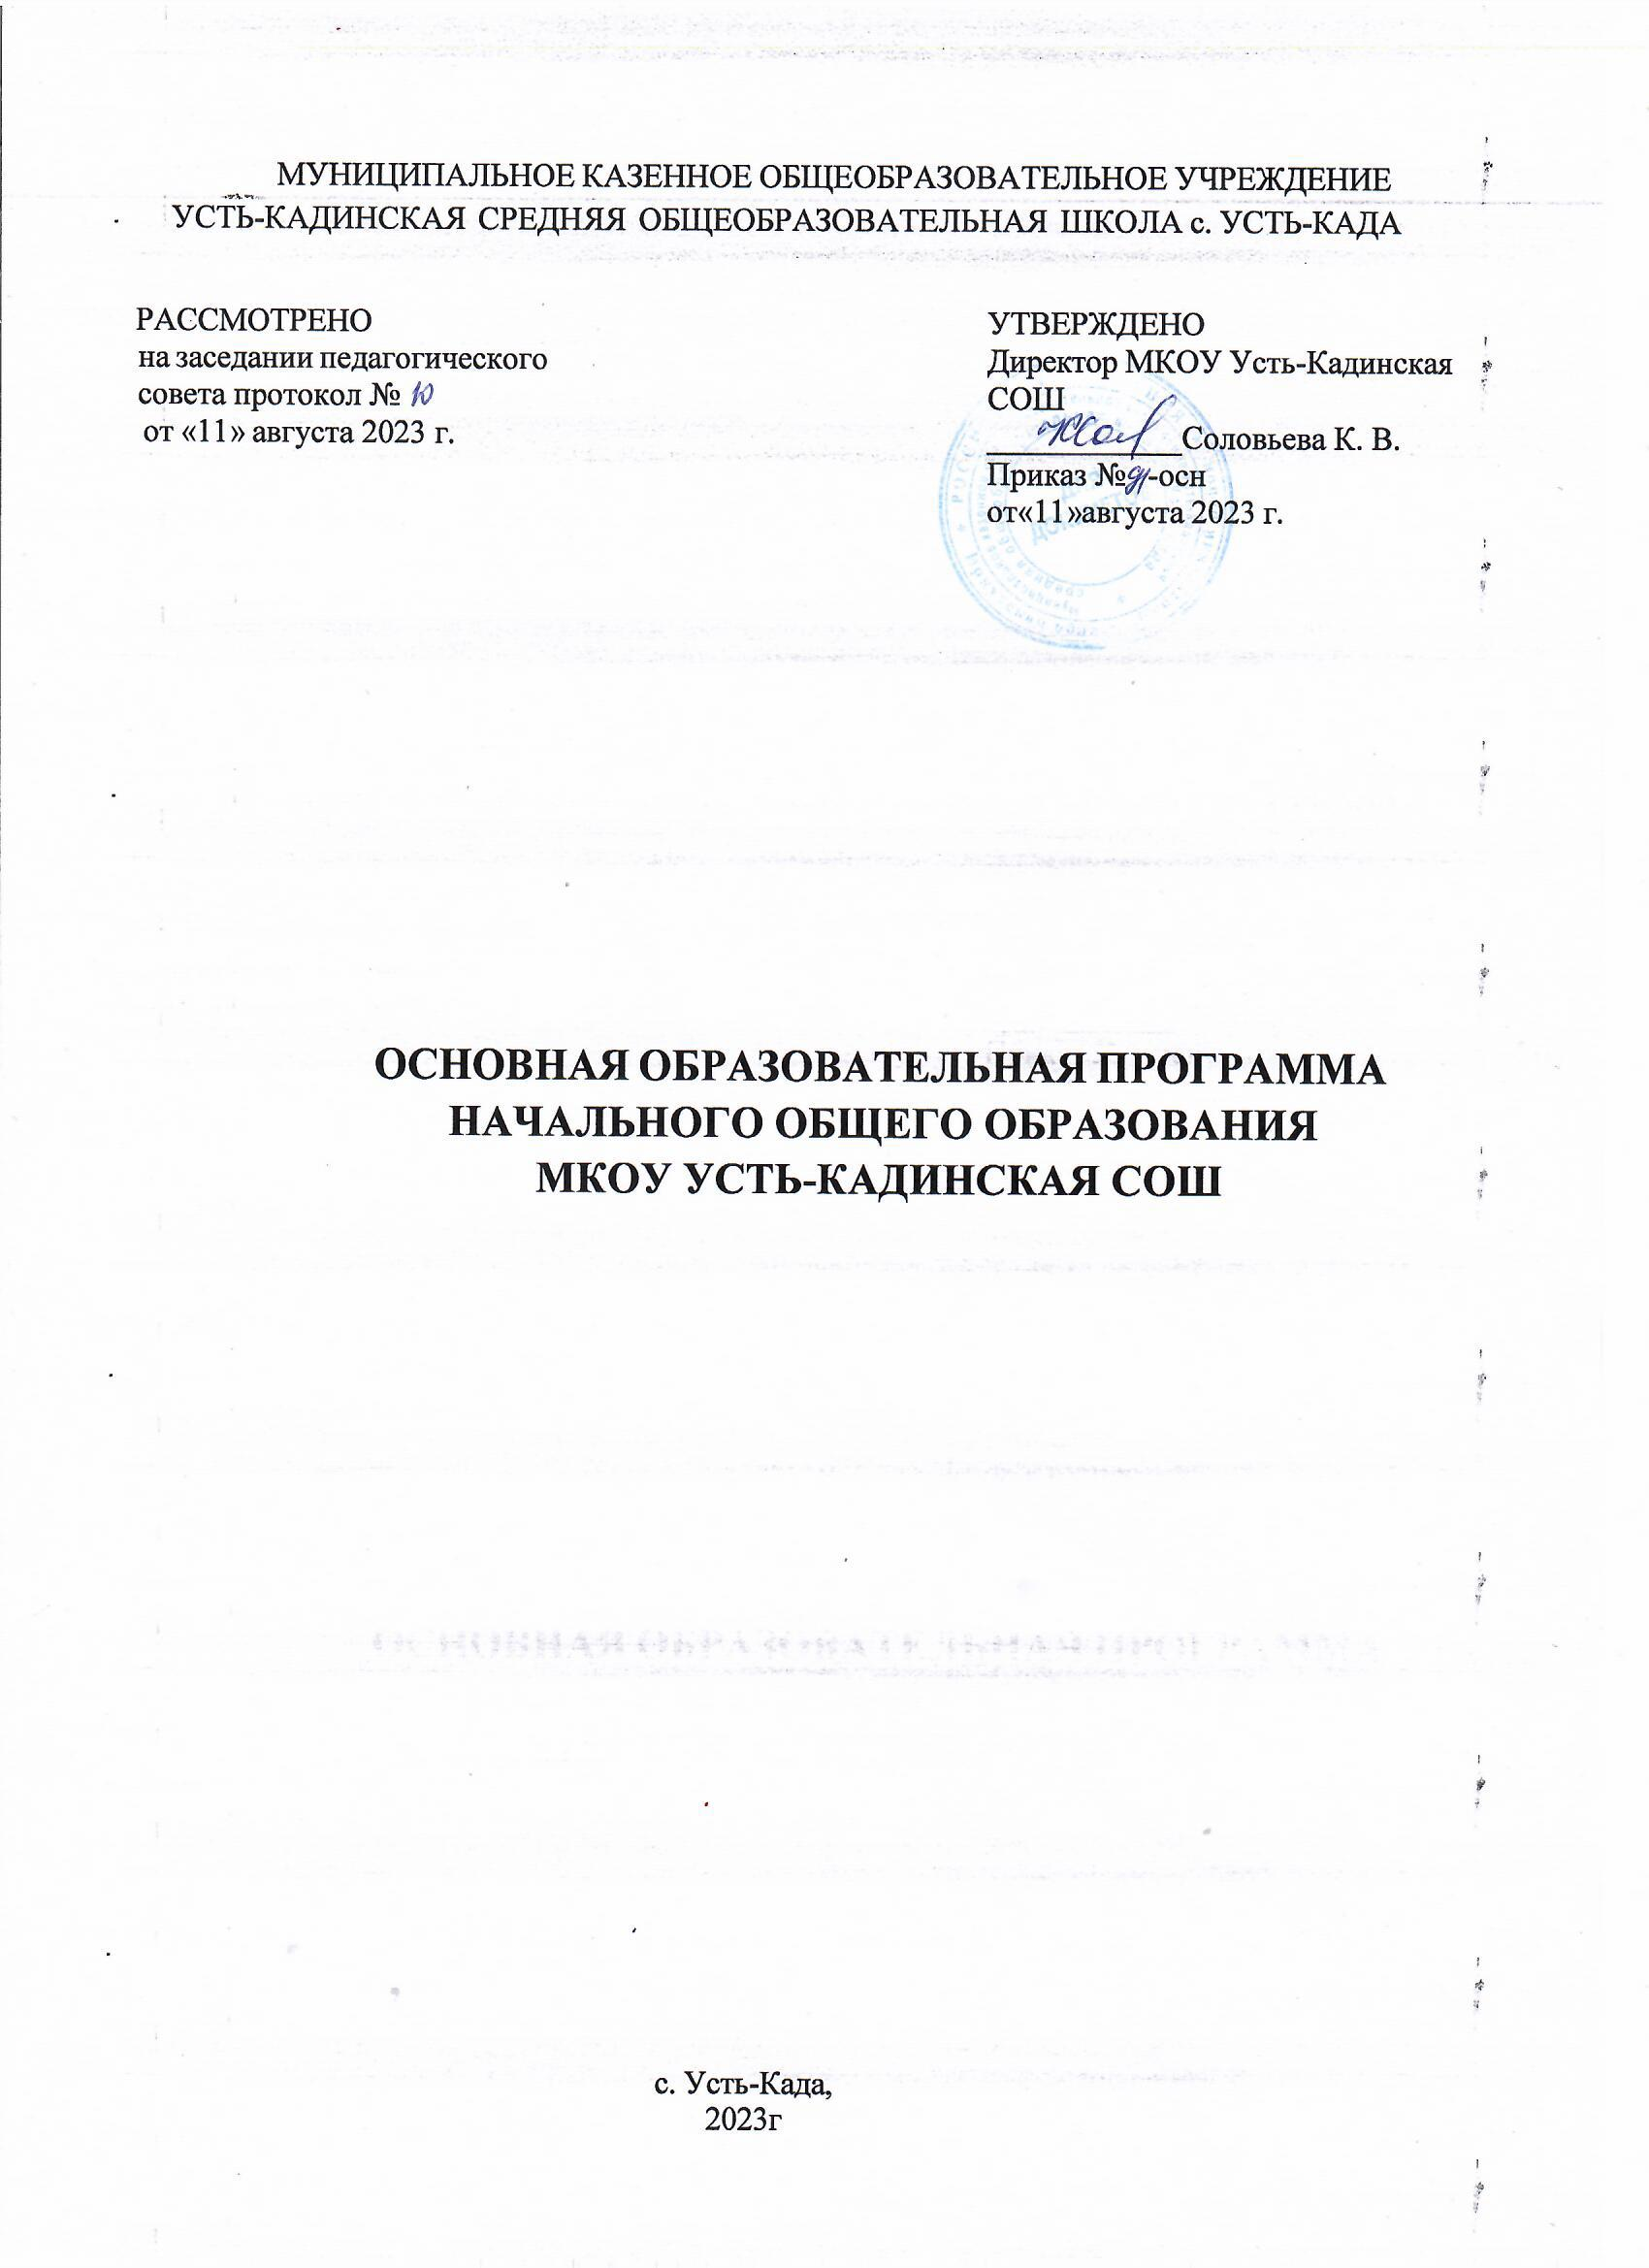 МУНИЦИПАЛЬНОЕ КАЗЕННОЕ ОБЩЕОБРАЗОВАТЕЛЬНОЕ УЧРЕЖДЕНИЕ
УСТЬ-КАДИНСКАЯ СРЕДНЯЯ ОБЩЕОБРАЗОВАТЕЛЬНАЯ ШКОЛА с. УСТЬ-КАДА
РАССМОТРЕНО
на заседании педагогического
совета протокол № 10
от «11» августа 2023 г.
УТВЕРЖДЕНО
Директор МКОУ Усть-Кадинская
СОШ
Соловьева К. В.
Приказ № -осн
от«11»августа 2023 г.
ОСНОВНАЯ ОБРАЗОВАТЕЛЬНАЯ ПРОГРАММА
НАЧАЛЬНОГО ОБЩЕГО ОБРАЗОВАНИЯ
МКОУ УСТЬ-КАДИНСКАЯ СОШ
с. Усть-Када,
2023г